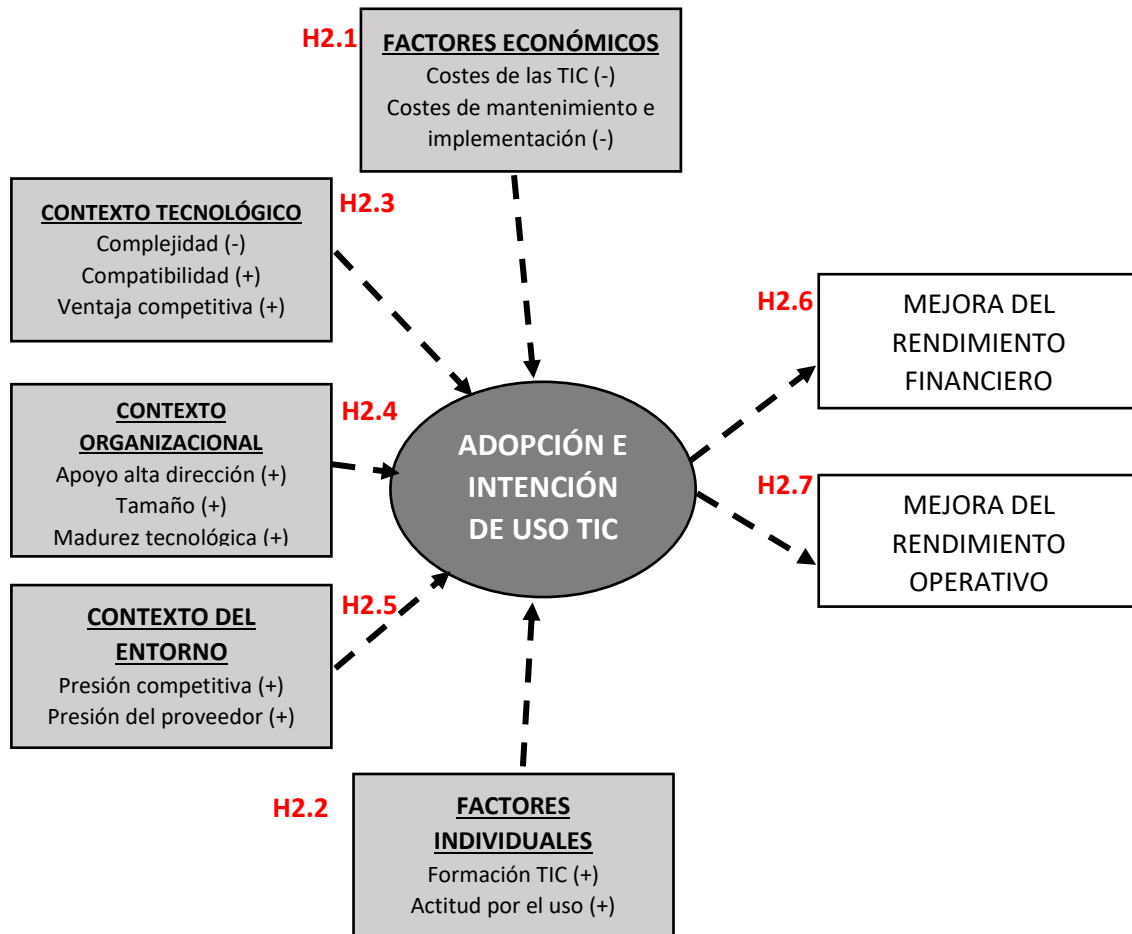 H2.1
FACTORES ECONÓMICOS
Costes de las TIC (-)
Costes de mantenimiento e
implementación (-)
H2.3
CONTEXTO TECNOLÓGICO
Complejidad (-)
Compatibilidad (+)
Ventaja competitiva (+)
H2.4
CONTEXTO
ORGANIZACIONAL
Apoyo alta dirección (+)
Tamaño (+)
Madurez tecnológica (+)
H2.5
CONTEXTO DEL
ENTORNO
Presión competitiva (+)
Presión del proveedor (+)
ADOPCIÓN E
INTENCIÓN
DE USO TIC
H2.6
MEJORA DEL
RENDIMIENTO
FINANCIERO
H2.7
MEJORA DEL
RENDIMIENTO
OPERATIVO
H2.2
FACTORES
INDIVIDUALES
Formación TIC (+)
Actitud por el uso (+)